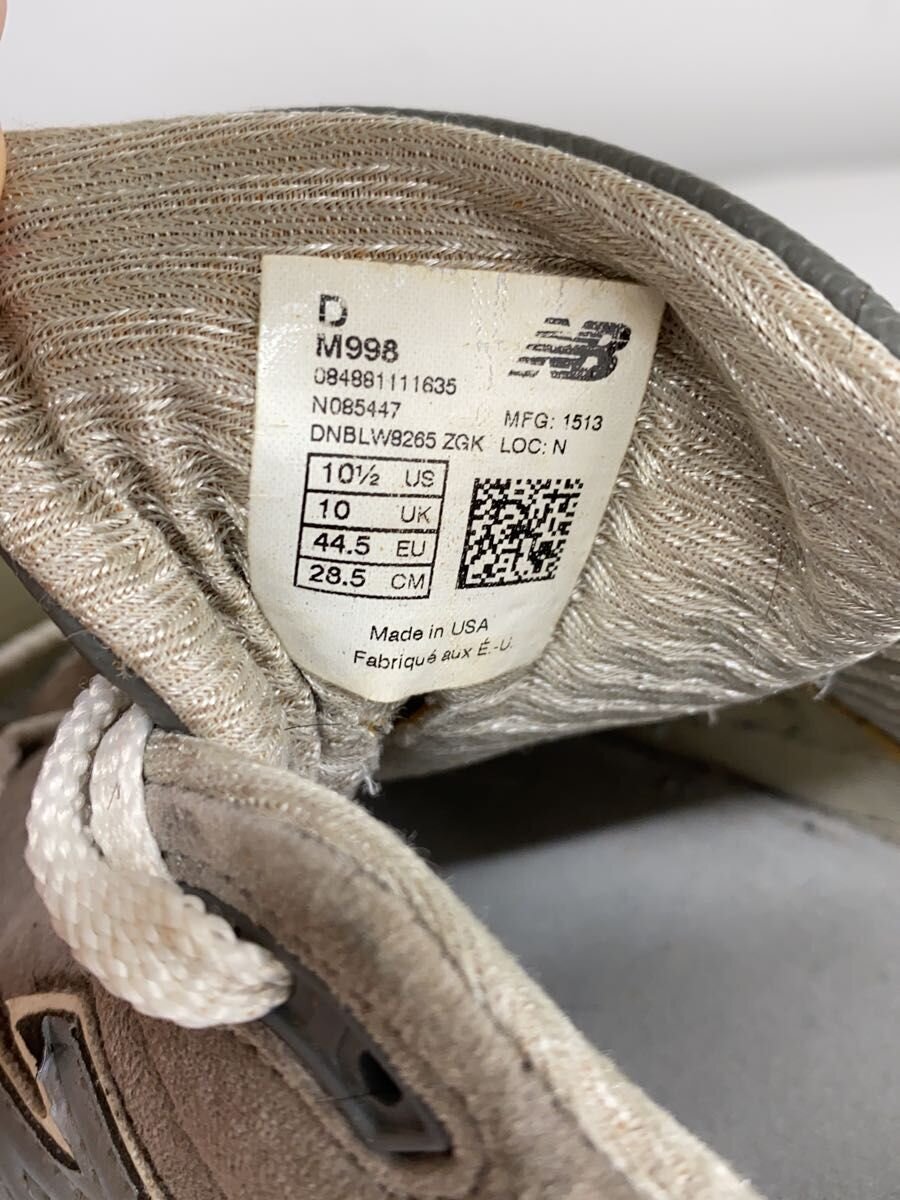 D
M998
084881111635
N085447
MFG: 1513
DNBLW8265 ZGK LOC: N
10½ US
10 UK
44.5 EU
28.5 CM
Made in USA
Fabriqué aux É.-U.
NB